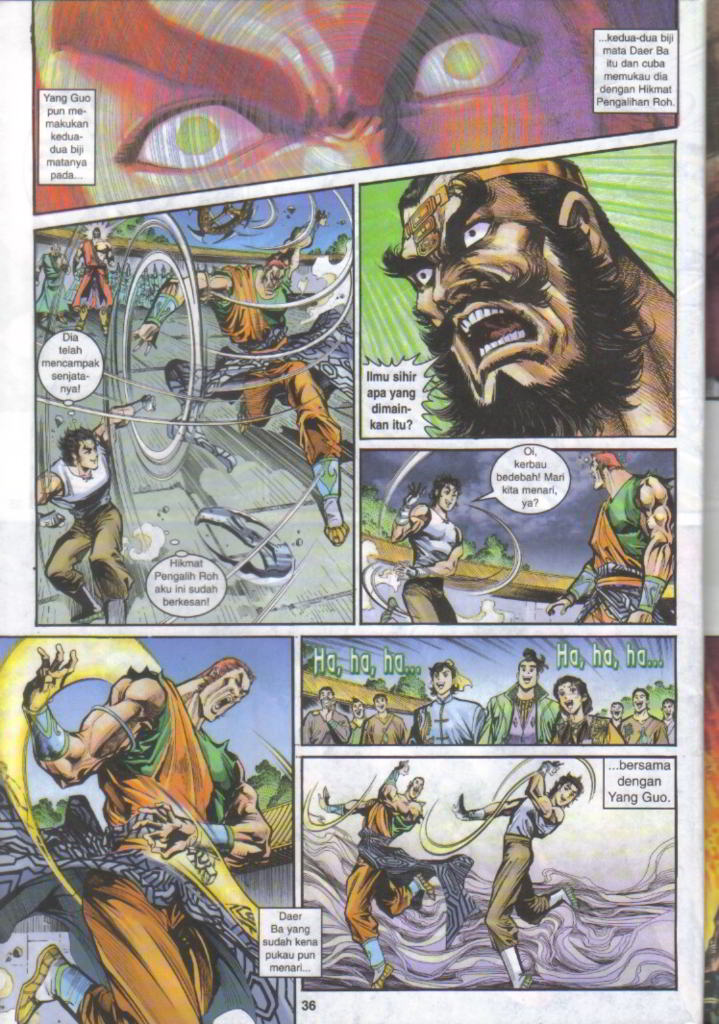 Yang Guo
pun me-
makukan
kedua-
dua biji
matanya
pada...
...kedua-dua biji
mata Daer Ba
itu dan cuba
memukau dia
dengan Hikmat
Pengalihan Roh.
Dia
telah
mencampak
senjata-
nya!
Hikmat
Pengalih Roh
aku ini sudah
berkesan!
Ilmu sihir
apa yang
dimain-
kan itu?
Oi,
kerbau
bedebah! Mari
kita menari,
ya?
Daer
Ba yang
sudah kena
pukau pun
menari...
Ha, ha, ha...
Ha, ha, ha...
...bersama
dengan
Yang Guo.
36